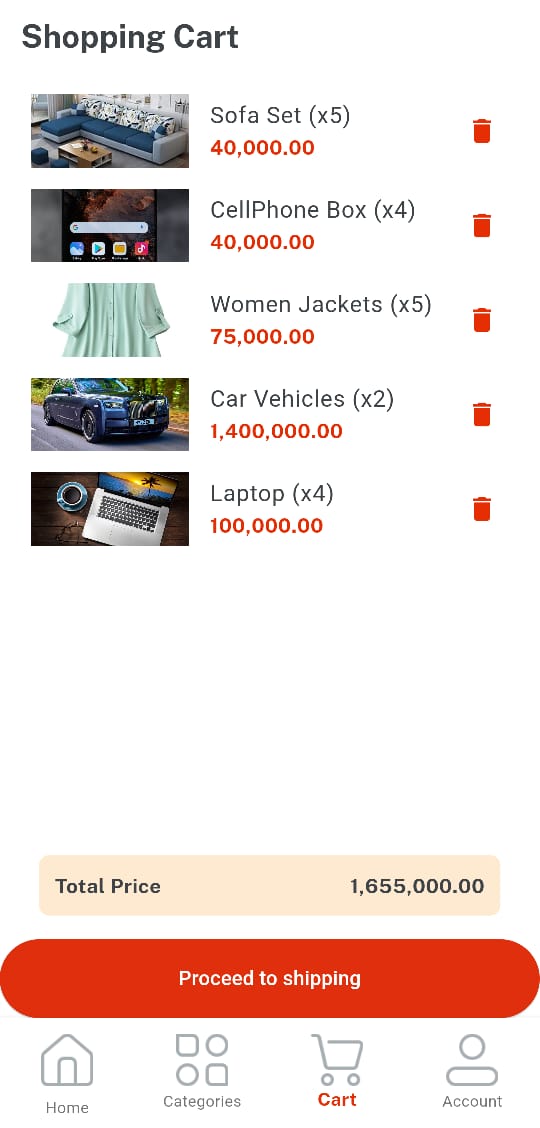 Shopping Cart
Sofa Set (x5)
40,000.00
CellPhone Box (x4)
40,000.00
Women Jackets (x5)
75,000.00
Car Vehicles (x2)
1,400,000.00
Laptop (x4)
100,000.00
Total Price 1,655,000.00
Proceed to shipping
Home Categories Cart Account